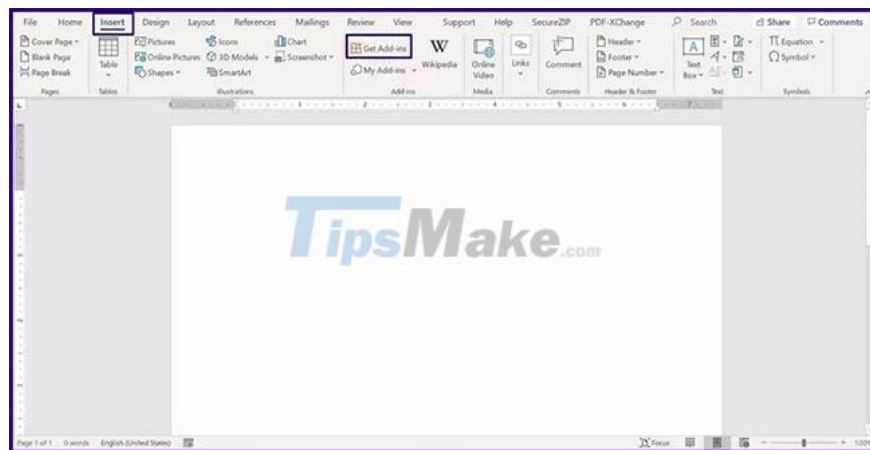 File Home Insert Design Layout References Mailings Review View Support Help SecureZIP PDF-XChange Search Share Comments
Cover Page
Blank Page
Page Break
Pages
Table
Tables
Pictures
Online Pictures
Shapes
Icons
3D Models
SmartArt
Chart
Screenshot
Illustrations
Get Add-ins
My Add-ins
W
Wikipedia
Add-ins
Online
Video
Media
Links
Comment
Comments
Header
Footer
Page Number
Header & Footer
A
Text
Box
Text
Equation
Symbol
Symbols
TipsMake.com
Page 1 of 1 0 words English (United States) Focus 100%